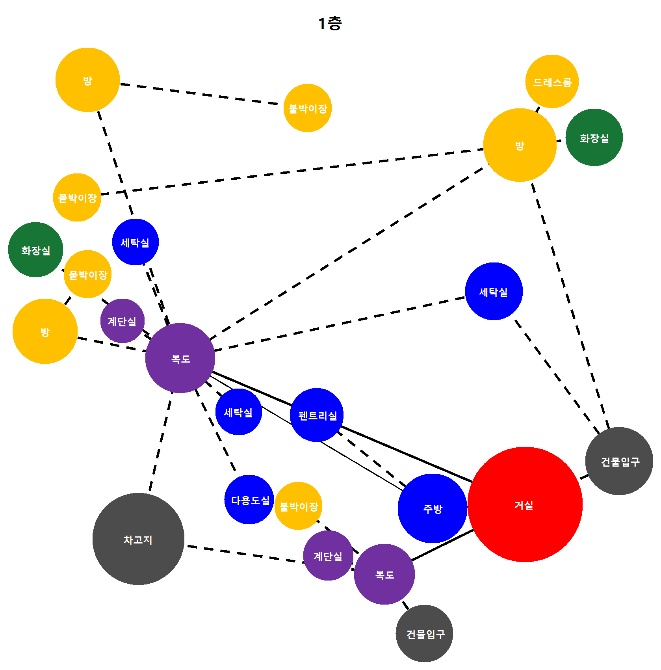 1층
방
드레스룸
붙박이장
화장실
방
붙박이장
세탁실
화장실
붙박이장
세탁실
계단실
방
복도
세탁실
펜트리실
건물입구
다용도실
붙박이장
주방
거실
차고지
계단실
복도
건물입구